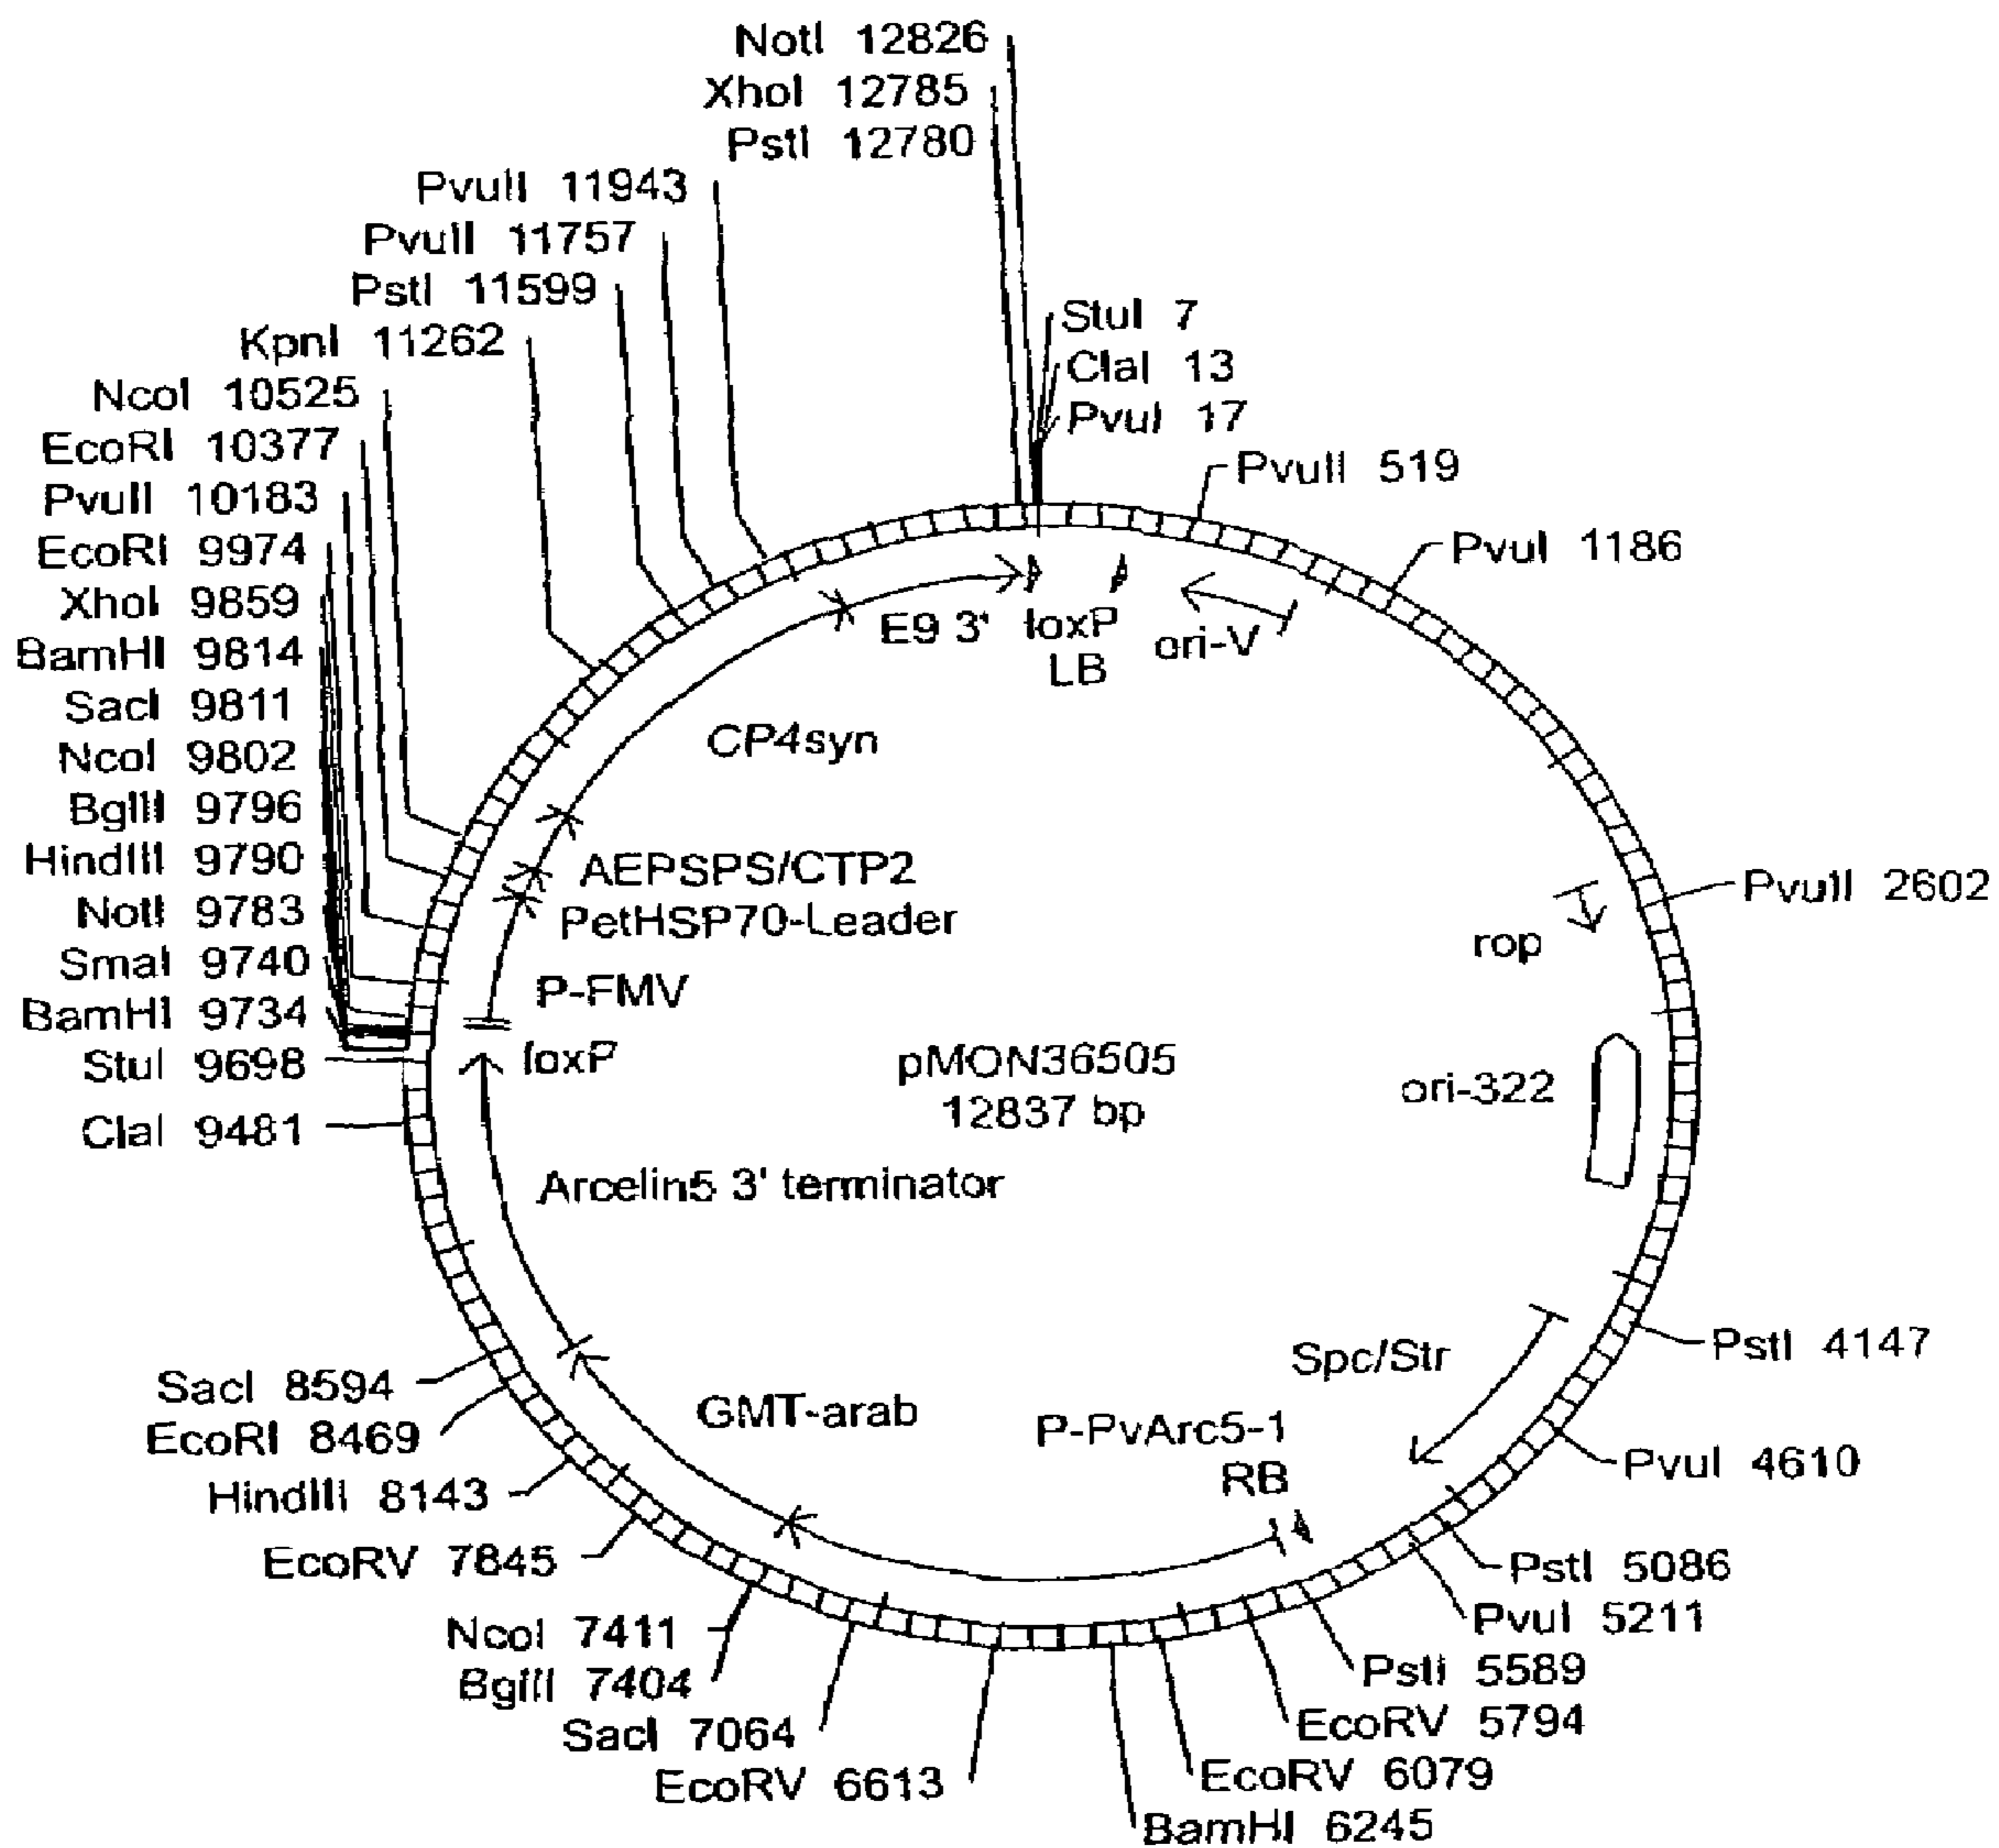 NotI 12826
XhoI 12785
PstI 12780
PvuII 11943
PvuII 11757
PstI 11599
KpnI 11262
NcoI 10525
EcoRI 10377
PvuII 10183
EcoRI 9974
XhoI 9859
BamHI 9814
SacI 9811
NcoI 9802
BglII 9796
HindIII 9790
NotI 9783
SmaI 9740
BamHI 9734
StuI 9698
ClaI 9481
SacI 8594
EcoRI 8469
HindIII 8143
EcoRV 7845
NcoI 7411
BglII 7404
SacI 7064
EcoRV 6613
StuI 7
ClaI 13
PvuI 17
PvuII 519
PvuI 1186
PvuII 2602
PstI 4147
PvuI 4610
PstI 5086
PvuI 5211
PstI 5589
EcoRV 5794
EcoRV 6079
BamHI 6245
E9 3'
loxP
LB
ori-V
CP4syn
AEPSPS/CTP2
PetHSP70-Leader
P-FMV
loxP
rop
ori-322
pMON36505
12837 bp
Arcelin5 3' terminator
Spc/Str
GMT-arab
P-PvArc5-1
RB